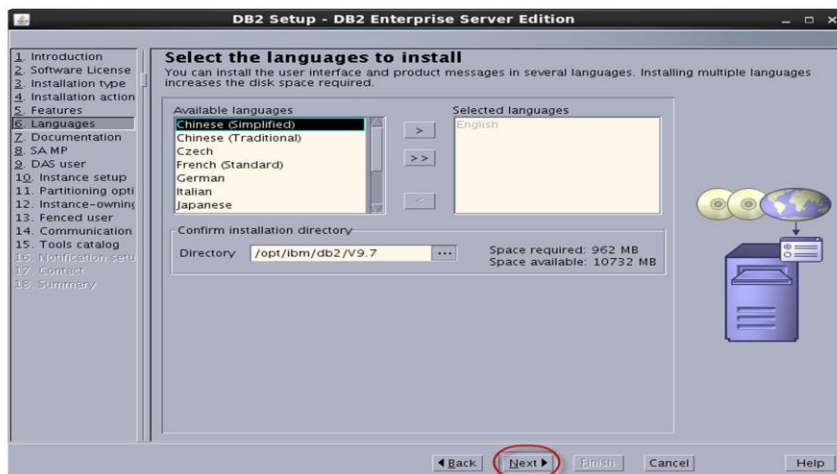 DB2 Setup - DB2 Enterprise Server Edition
1. Introduction
2. Software License
3. Installation type
4. Installation action
5. Features
6. Languages
7. Documentation
8. SA MP
9. DAS user
10. Instance setup
11. Partitioning opti
12. Instance-owning
13. Fenced user
14. Communication
15. Tools catalog
16. Notification setu
17. Contact
18. Summary
Select the languages to install
You can install the user interface and product messages in several languages. Installing multiple languages
increases the disk space required.
Available languages
Chinese (Simplified)
Chinese (Traditional)
Czech
French (Standard)
German
Italian
Japanese
>
>>
<
Selected languages
English
Confirm installation directory
Directory /opt/ibm/db2/V9.7 ...
Space required: 962 MB
Space available: 10732 MB
Back Next Finish Cancel Help